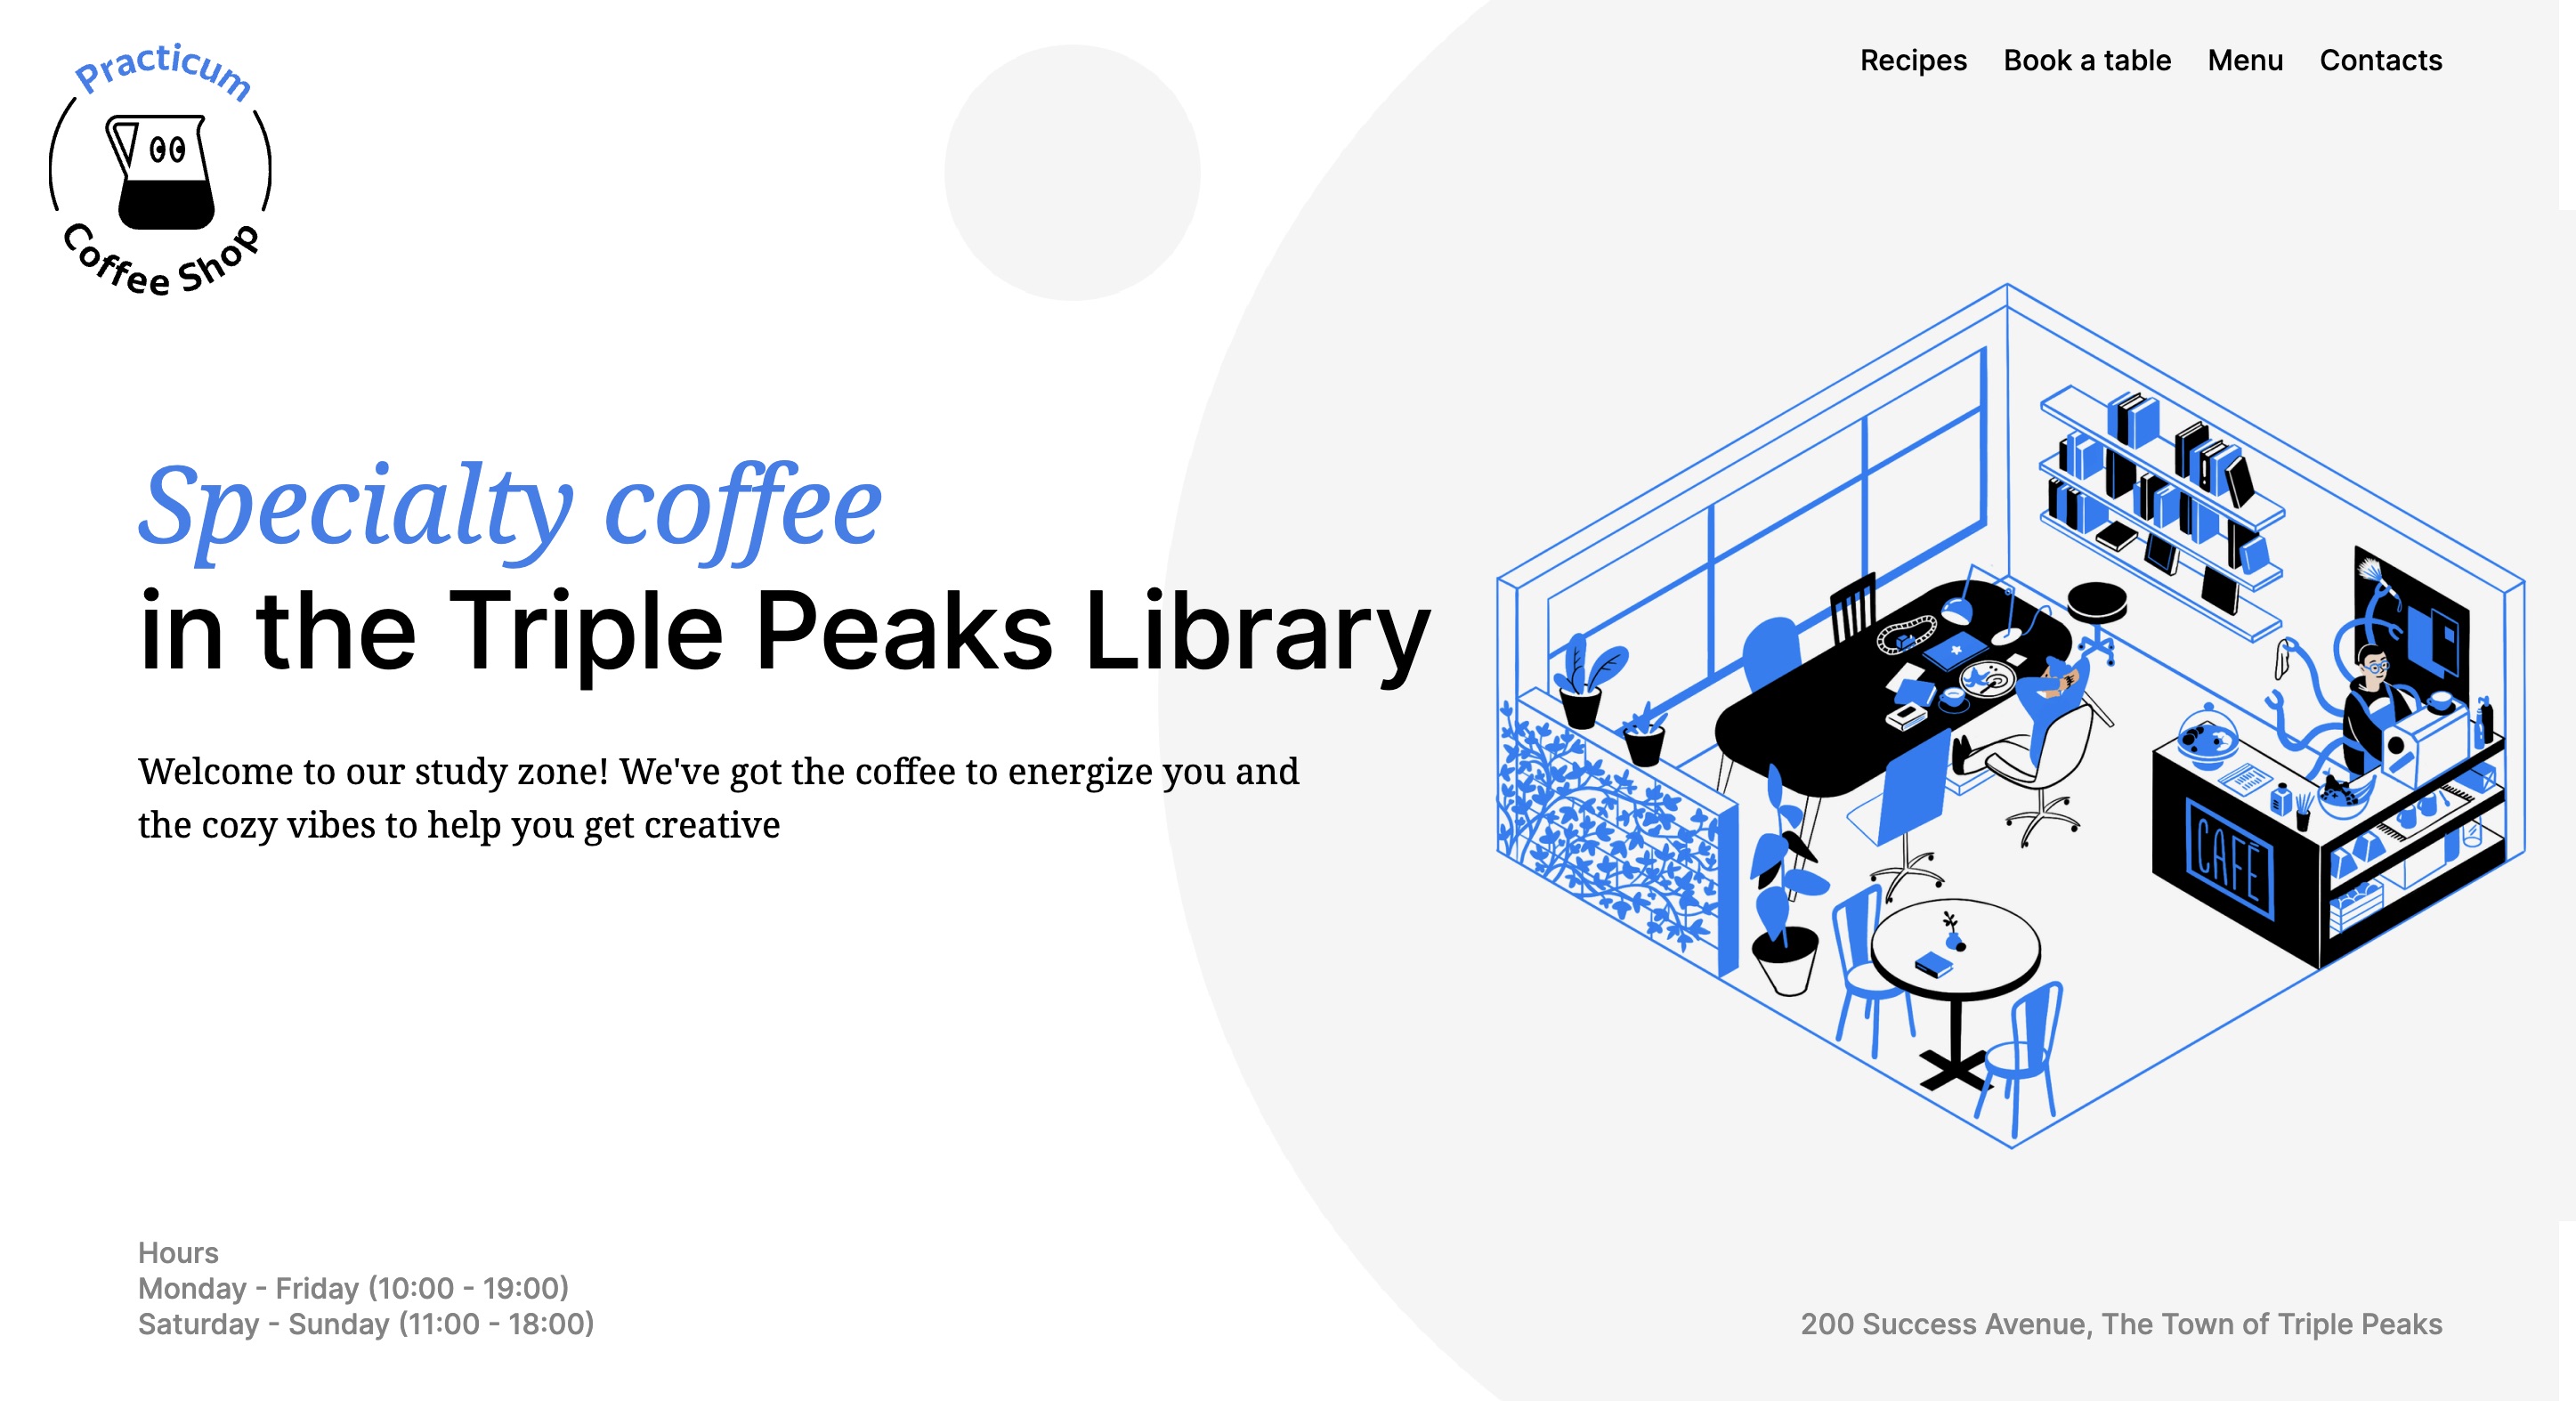 Practicum
Coffee Shop
Recipes Book a table Menu Contacts
Specialty coffee
in the Triple Peaks Library
Welcome to our study zone! We've got the coffee to energize you and
the cozy vibes to help you get creative
CAFÉ
Hours
Monday - Friday (10:00 - 19:00)
Saturday - Sunday (11:00 - 18:00)
200 Success Avenue, The Town of Triple Peaks